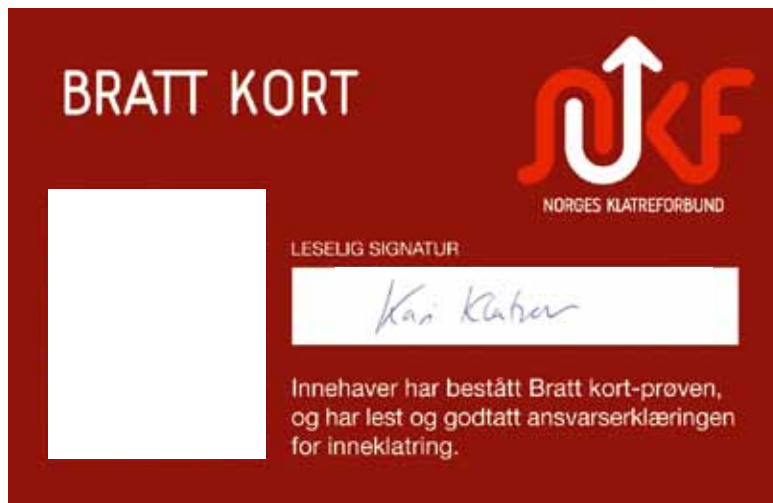 BRATT KORT
NKF
NORGES KLATREFORBUND
LESELIG SIGNATUR
Kari Klatrer
Innehaver har bestått Bratt kort-prøven,
og har lest og godtatt ansvarserklæringen
for inneklatring.